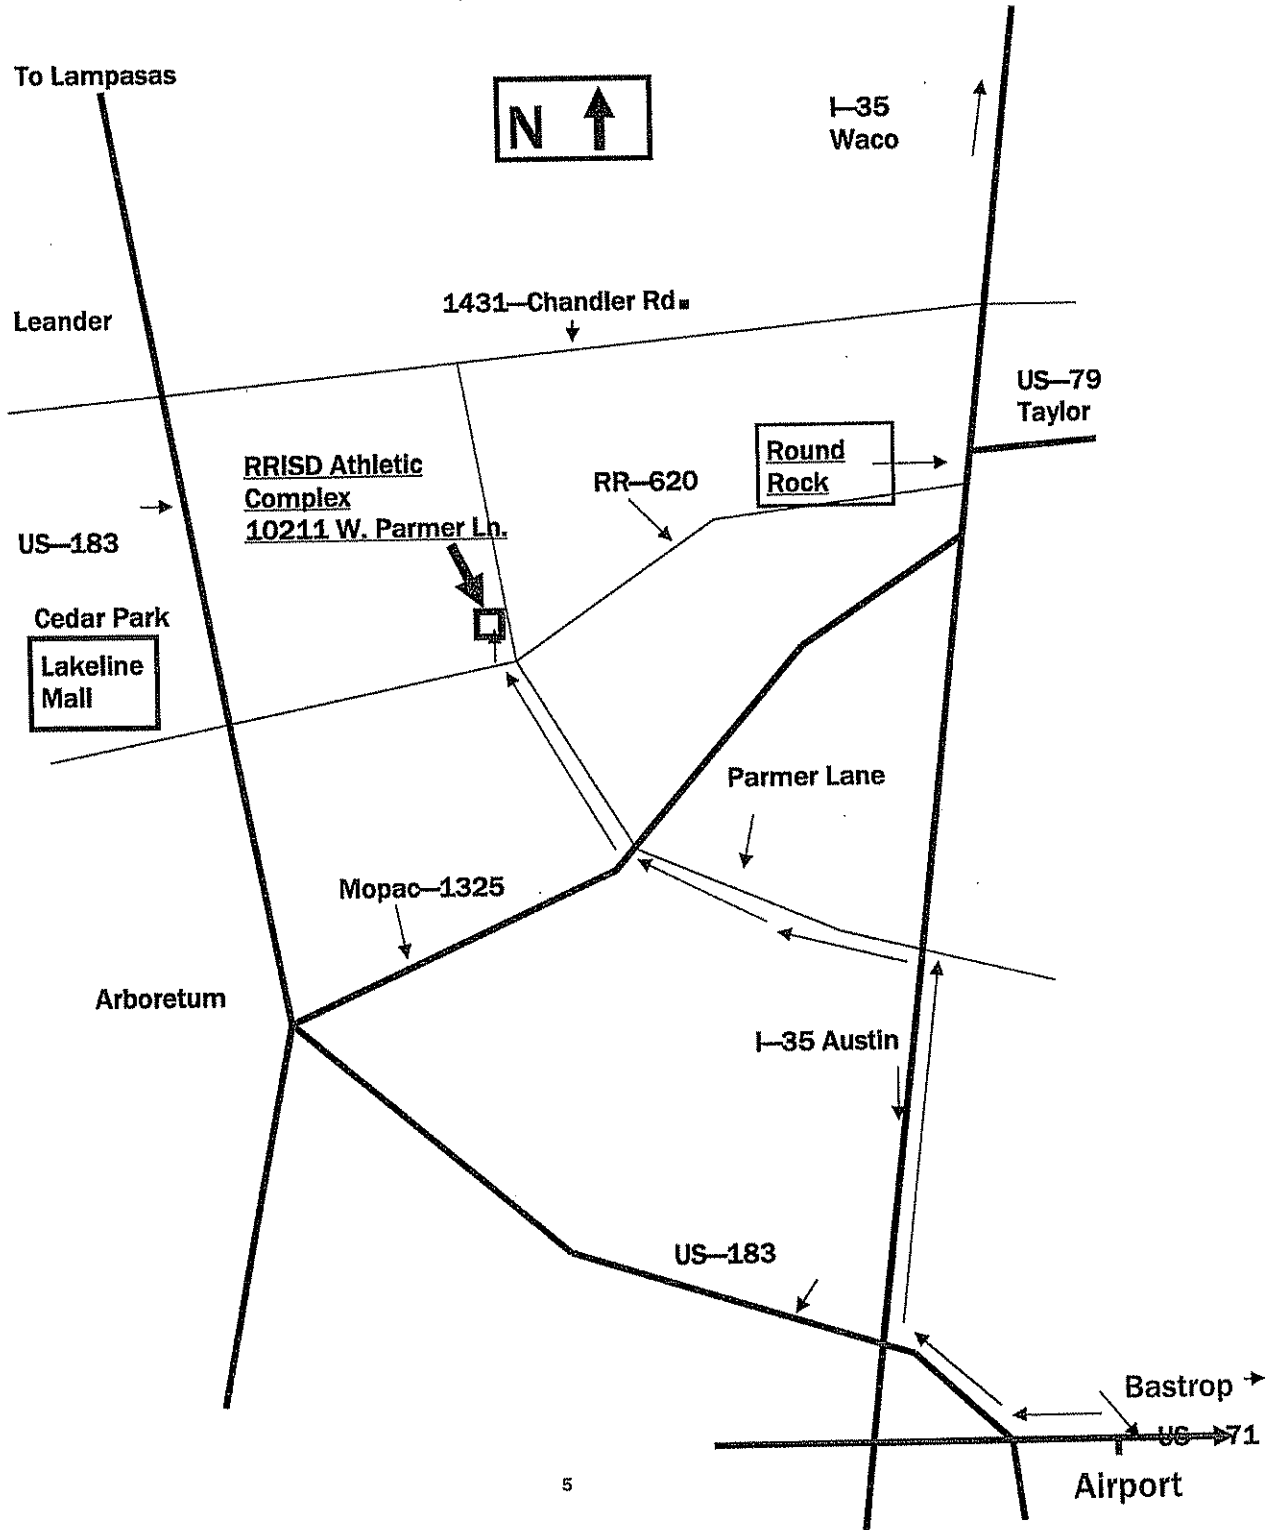 To Lampasas
N
I—35
Waco
1431—Chandler Rd.
Leander
US—79
Taylor
RRISD Athletic
Complex
10211 W. Parmer Ln.
RR—620
Round
Rock
US—183
Cedar Park
Lakeline
Mall
Parmer Lane
Mopac—1325
Arboretum
I—35 Austin
US—183
Bastrop
US—71
Airport
5